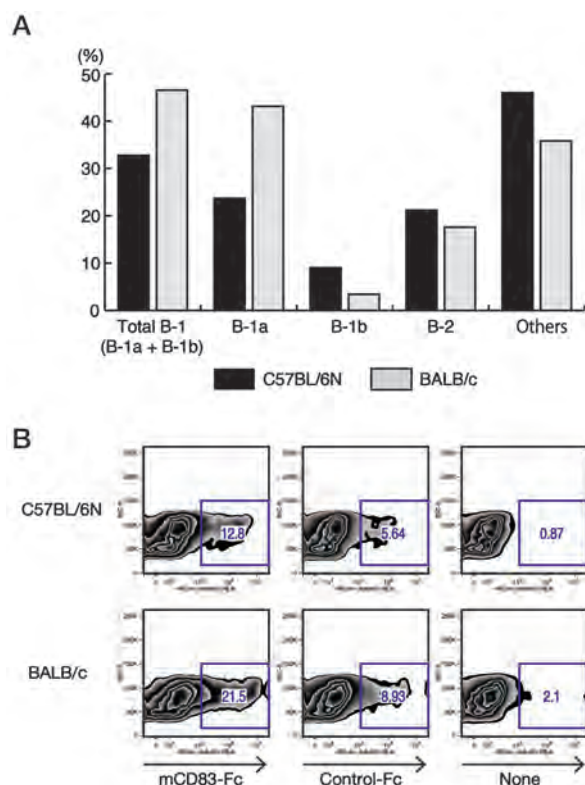 A
(%)
50
40
30
20
10
0
Total B-1
(B-1a + B-1b)
B-1a
B-1b
B-2
Others
C57BL/6N
BALB/c
B
C57BL/6N
12.8
5.64
0.87
BALB/c
21.5
8.93
2.1
mCD83-Fc
Control-Fc
None